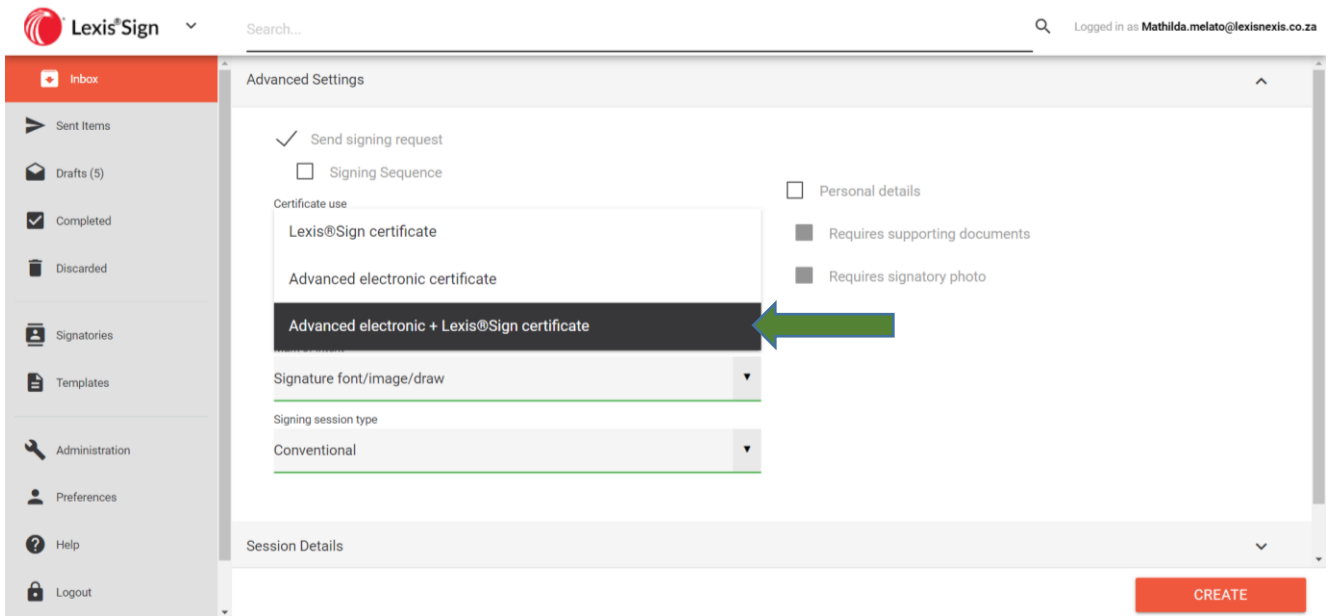 Lexis®Sign
Search...
Logged in as Mathilda.melato@lexisnexis.co.za
Inbox
Sent Items
Drafts (5)
Completed
Discarded
Signatories
Templates
Administration
Preferences
Help
Logout
Advanced Settings
Send signing request
Signing Sequence
Certificate use
Lexis®Sign certificate
Advanced electronic certificate
Advanced electronic + Lexis®Sign certificate
Signature font/image/draw
Signing session type
Conventional
Personal details
Requires supporting documents
Requires signatory photo
Session Details
CREATE